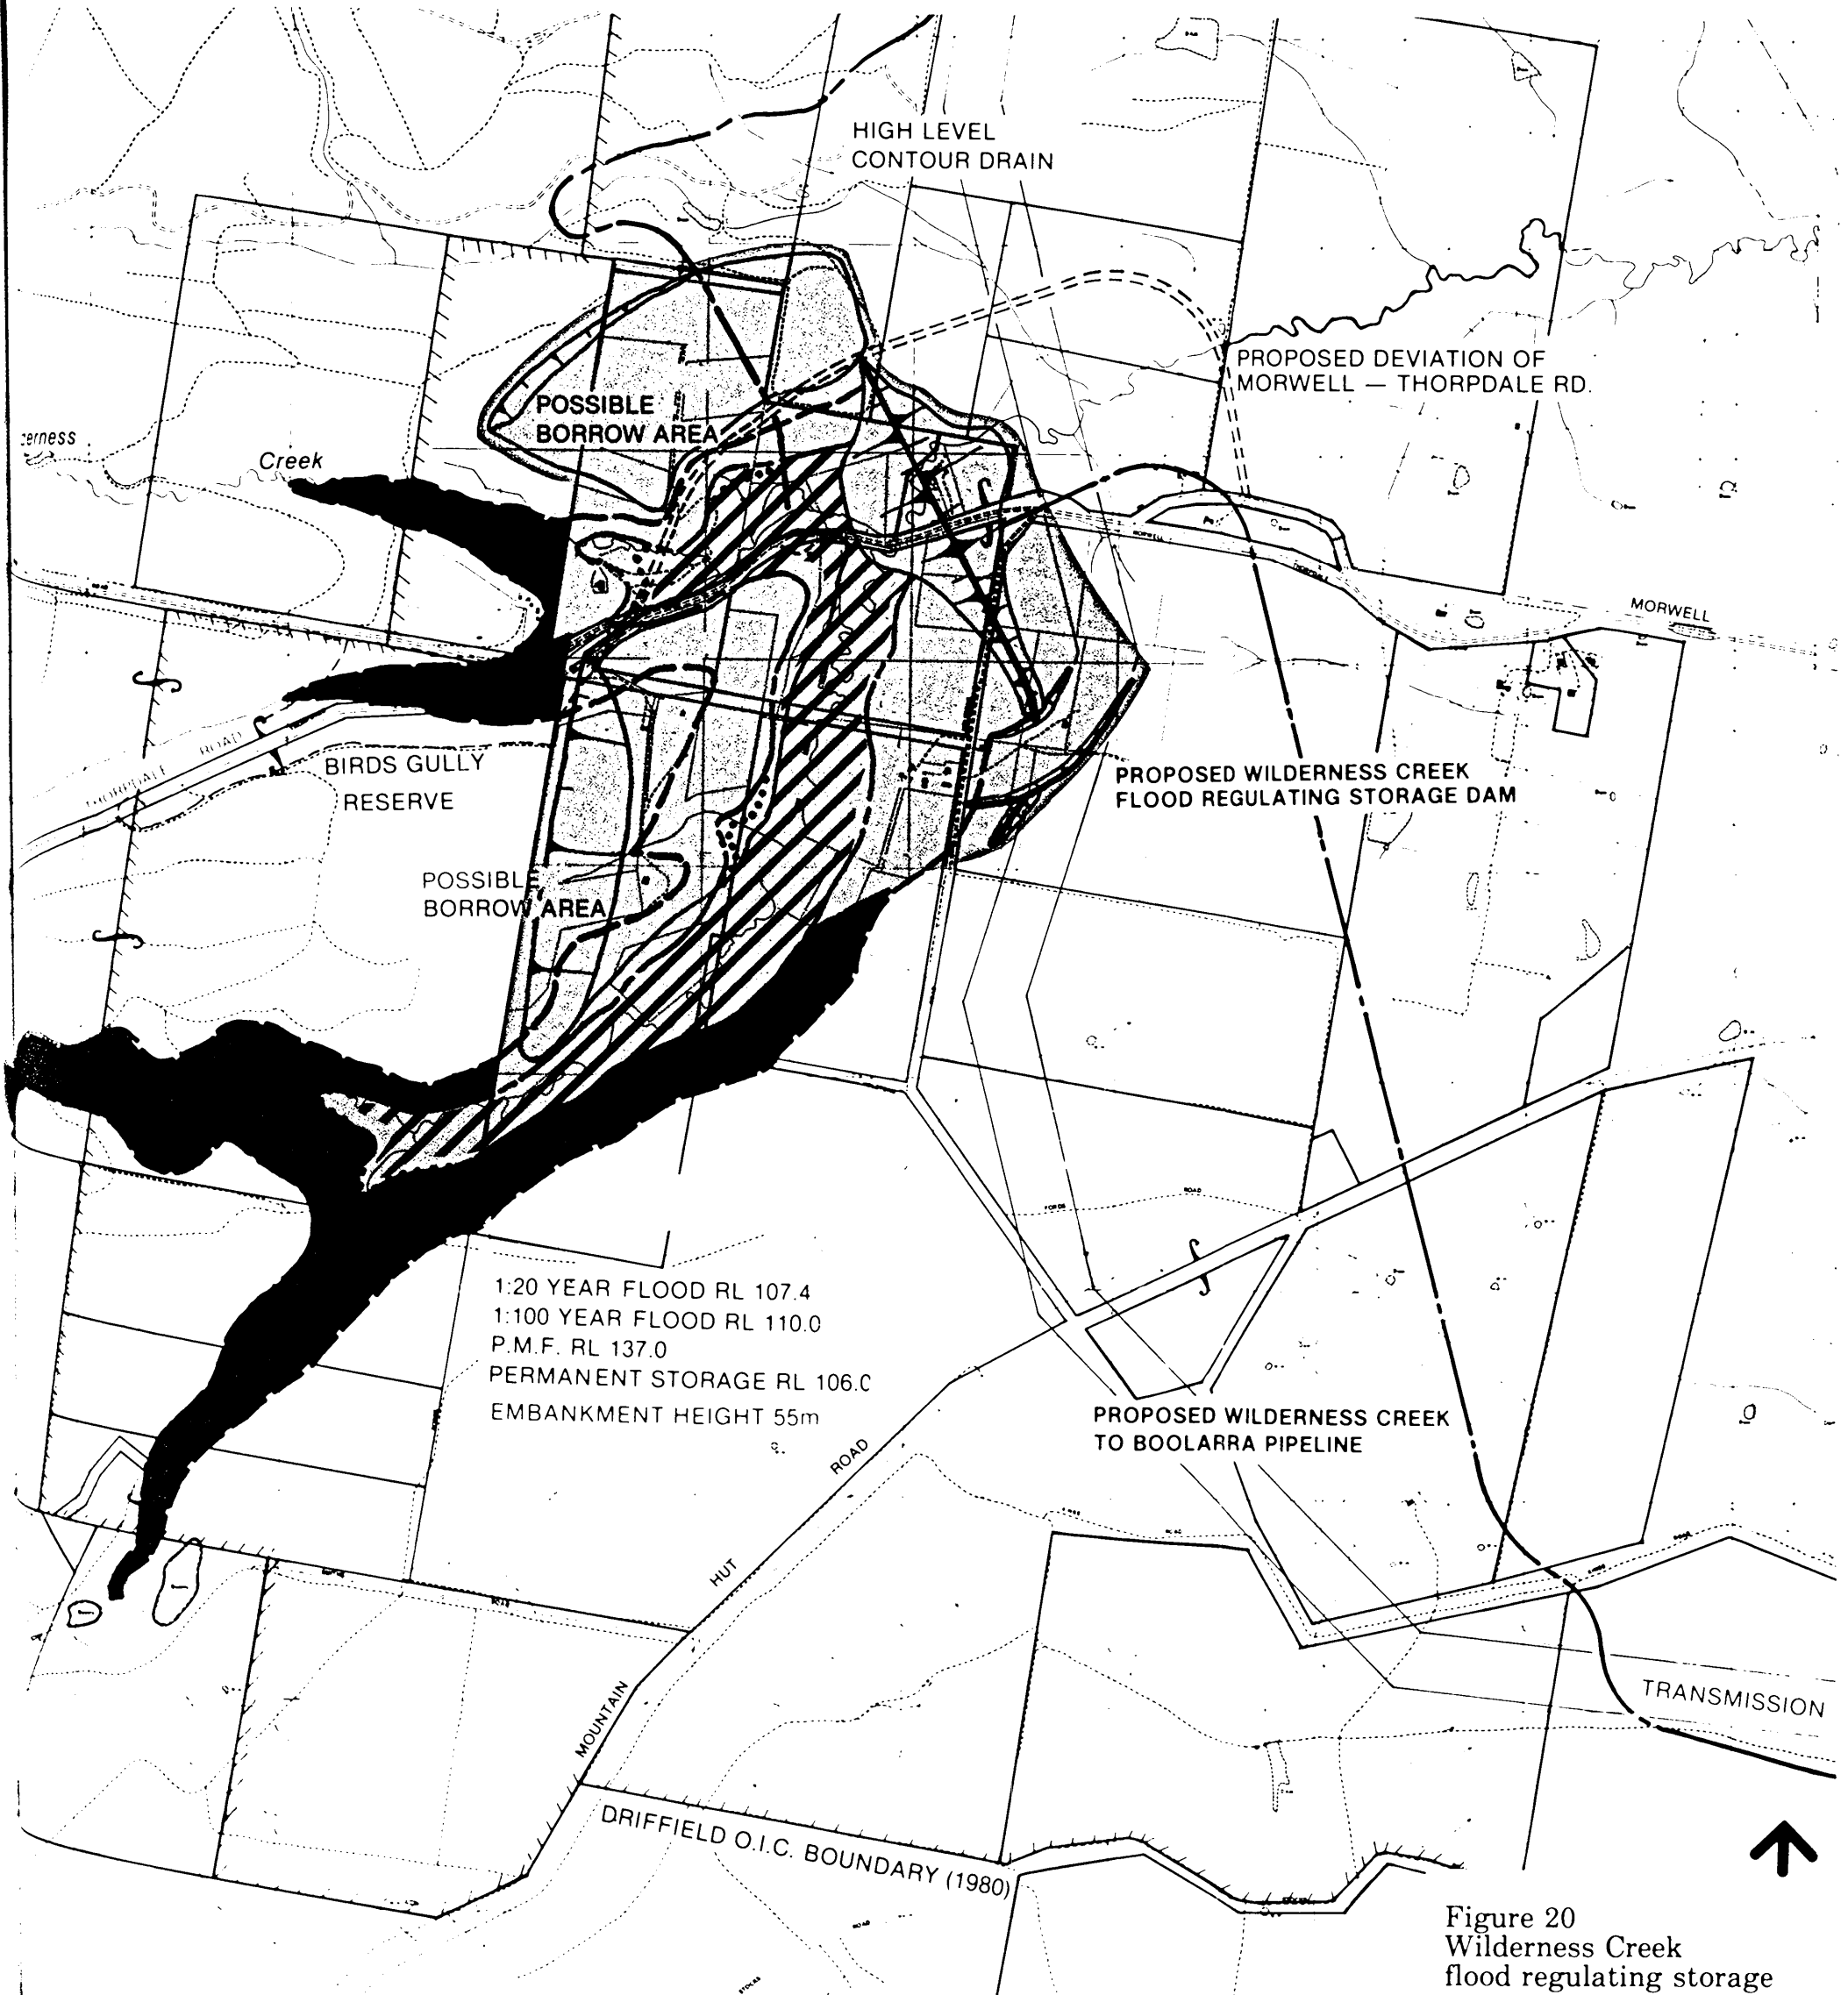 HIGH LEVEL
CONTOUR DRAIN
PROPOSED DEVIATION OF
MORWELL — THORPDALE RD.
POSSIBLE
BORROW AREA
Creek
MORWELL
ROAD
BIRDS GULLY
RESERVE
PROPOSED WILDERNESS CREEK
FLOOD REGULATING STORAGE DAM
POSSIBLE
BORROW AREA
FORDS
ROAD
1:20 YEAR FLOOD RL 107.4
1:100 YEAR FLOOD RL 110.0
P.M.F. RL 137.0
PERMANENT STORAGE RL 106.0
EMBANKMENT HEIGHT 55m
PROPOSED WILDERNESS CREEK
TO BOOLARRA PIPELINE
MOUNTAIN HUT ROAD
TRANSMISSION
DRIFFIELD O.I.C. BOUNDARY (1980)
Figure 20
Wilderness Creek
flood regulating storage